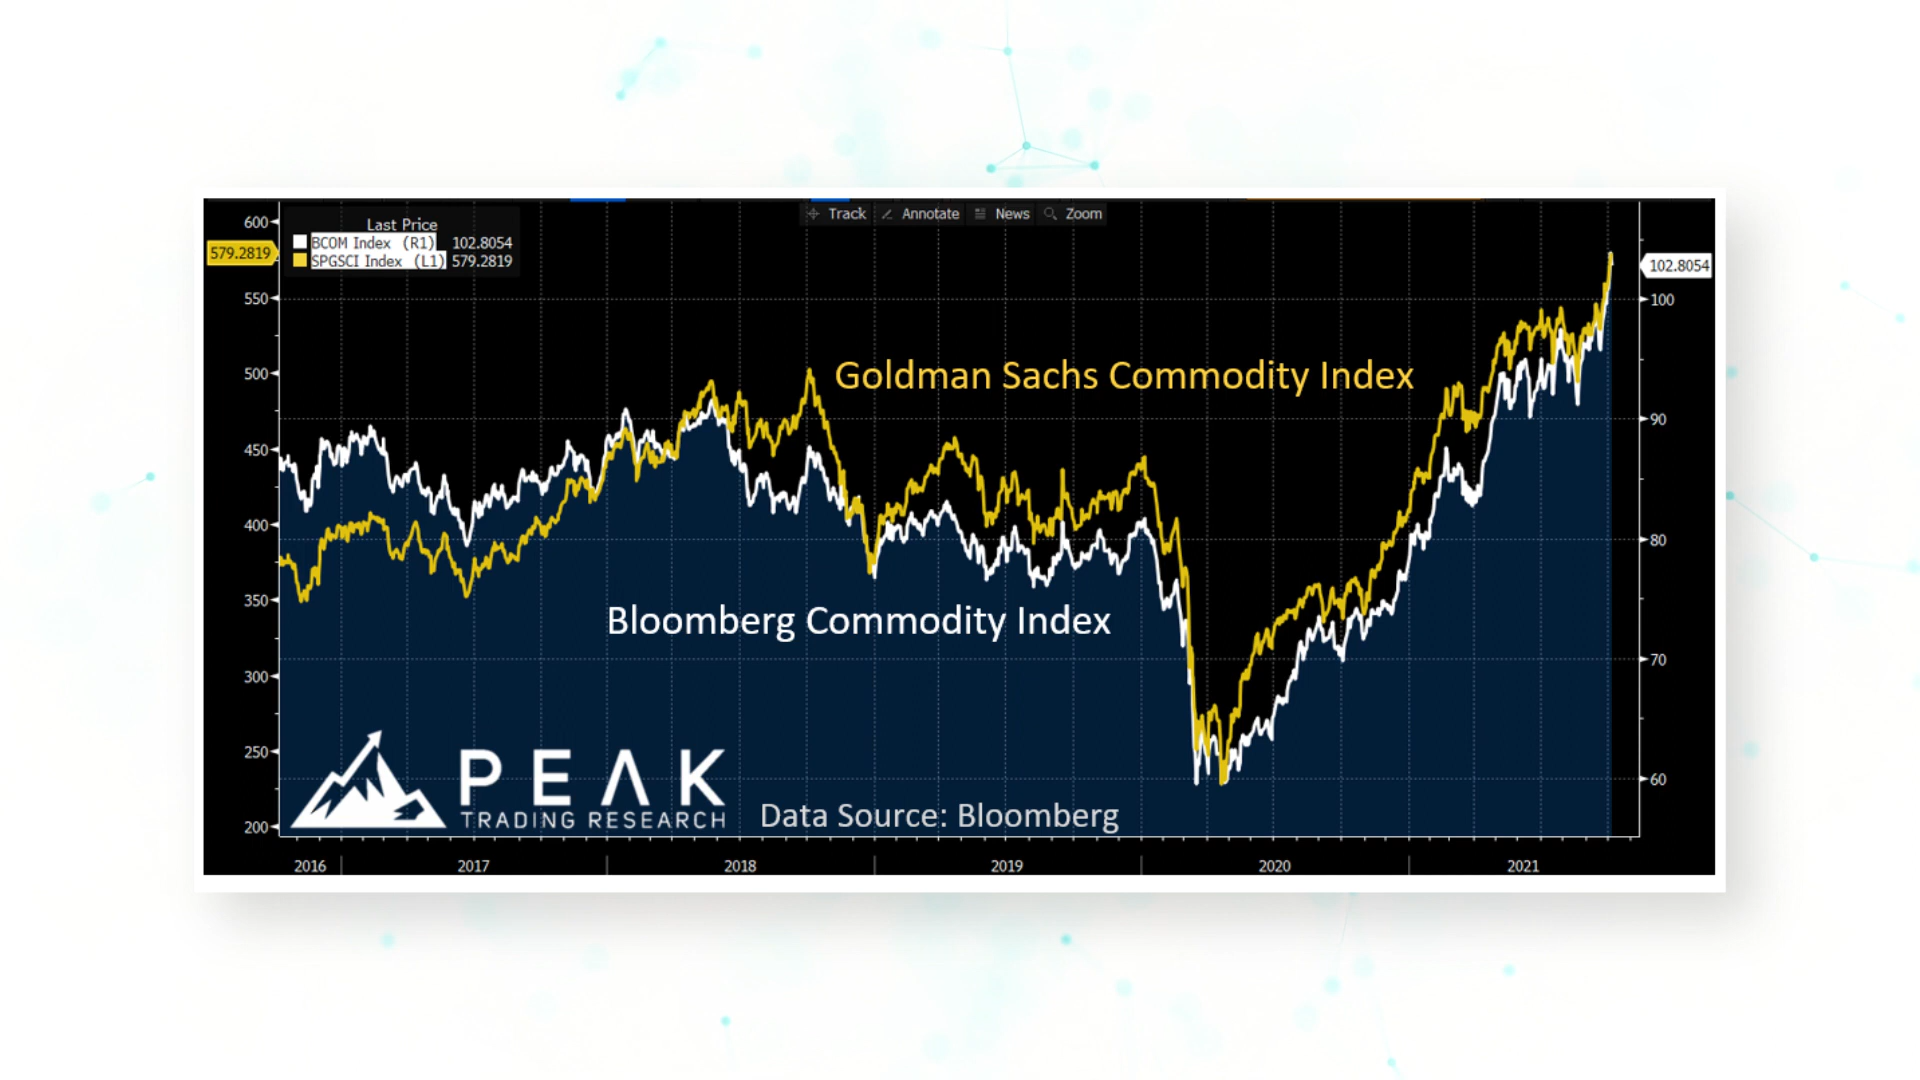 Track Annotate News Zoom
600
Last Price
BCOM Index (R1) 102.8054
SPGSCI Index (L1) 579.2819
579.2819
102.8054
550
100
500
Goldman Sachs Commodity Index
90
450
400
80
350
Bloomberg Commodity Index
70
300
250
60
PEAK
TRADING RESEARCH
Data Source: Bloomberg
200
2016 2017 2018 2019 2020 2021